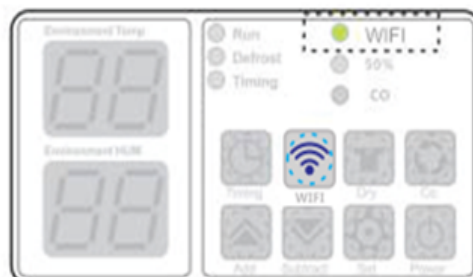 Environment Temp
Run
WIFI
Defrost
50%
Timing
CO
Environment HUM
Timing
WIFI
Dry
Co
Add
Subtract
Set
Power